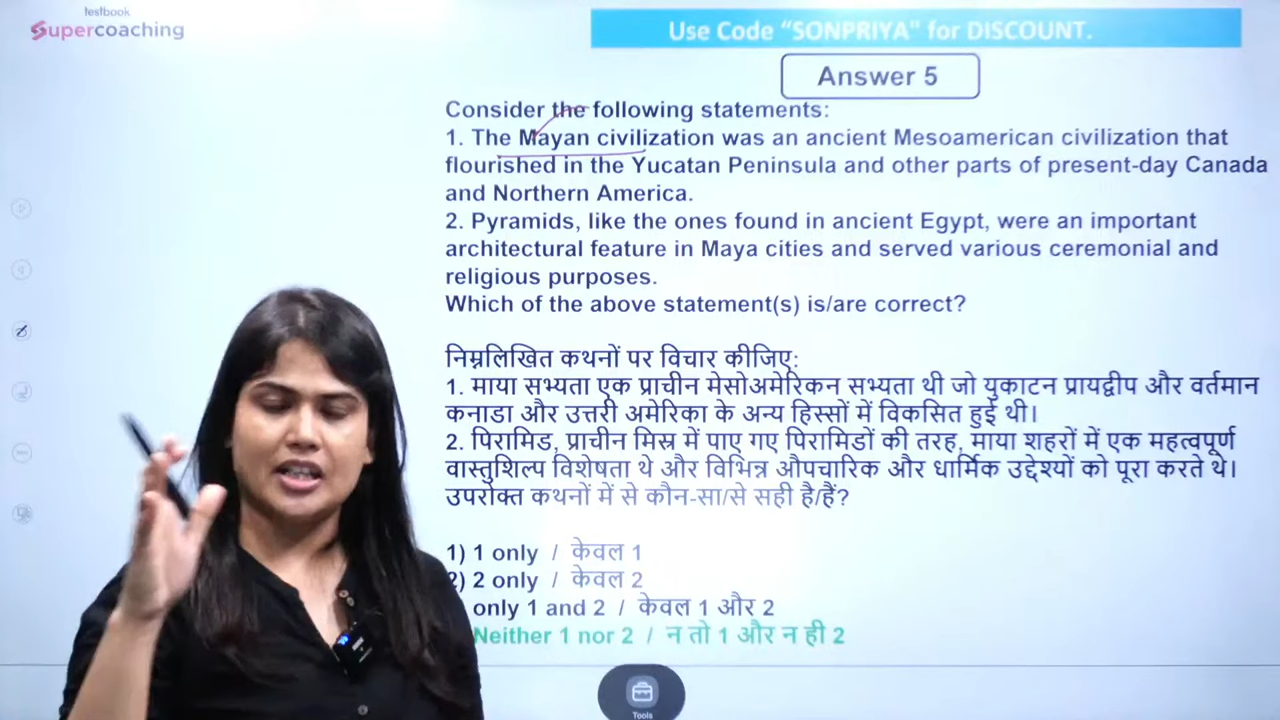 testbook
Supercoaching
Use Code “SONPRIYA” for DISCOUNT.
Answer 5
Consider the following statements:
1. The Mayan civilization was an ancient Mesoamerican civilization that
flourished in the Yucatan Peninsula and other parts of present-day Canada
and Northern America.
2. Pyramids, like the ones found in ancient Egypt, were an important
architectural feature in Maya cities and served various ceremonial and
religious purposes.
Which of the above statement(s) is/are correct?
निम्नलिखित कथनों पर विचार कीजिए:
1. माया सभ्यता एक प्राचीन मेसोअमेरिकन सभ्यता थी जो युकाटन प्रायद्वीप और वर्तमान
कनाडा और उत्तरी अमेरिका के अन्य हिस्सों में विकसित हुई थी।
2. पिरामिड, प्राचीन मिस्र में पाए गए पिरामिडों की तरह, माया शहरों में एक महत्वपूर्ण
वास्तुशिल्प विशेषता थे और विभिन्न औपचारिक और धार्मिक उद्देश्यों को पूरा करते थे।
उपरोक्त कथनों में से कौन-सा/से सही है/हैं?
1) 1 only / केवल 1
2) 2 only / केवल 2
only 1 and 2 / केवल 1 और 2
Neither 1 nor 2 / न तो 1 और न ही 2
Tools